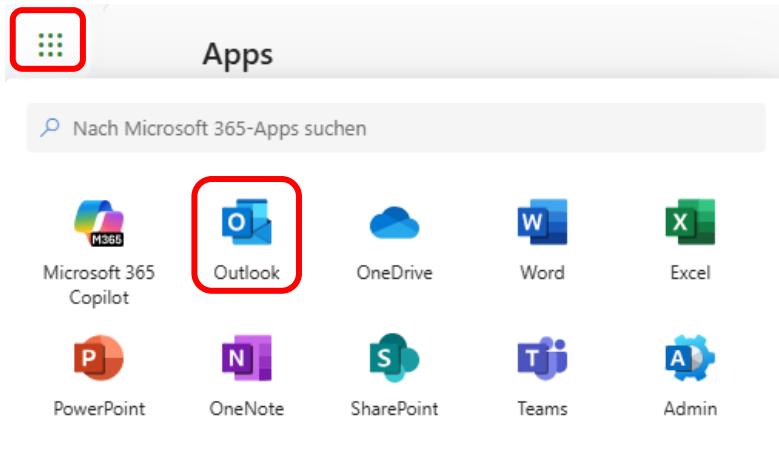 Apps
Nach Microsoft 365-Apps suchen
M365
Microsoft 365
Copilot
O
Outlook
OneDrive
W
Word
X
Excel
P
PowerPoint
N
OneNote
S
SharePoint
T
Teams
A
Admin